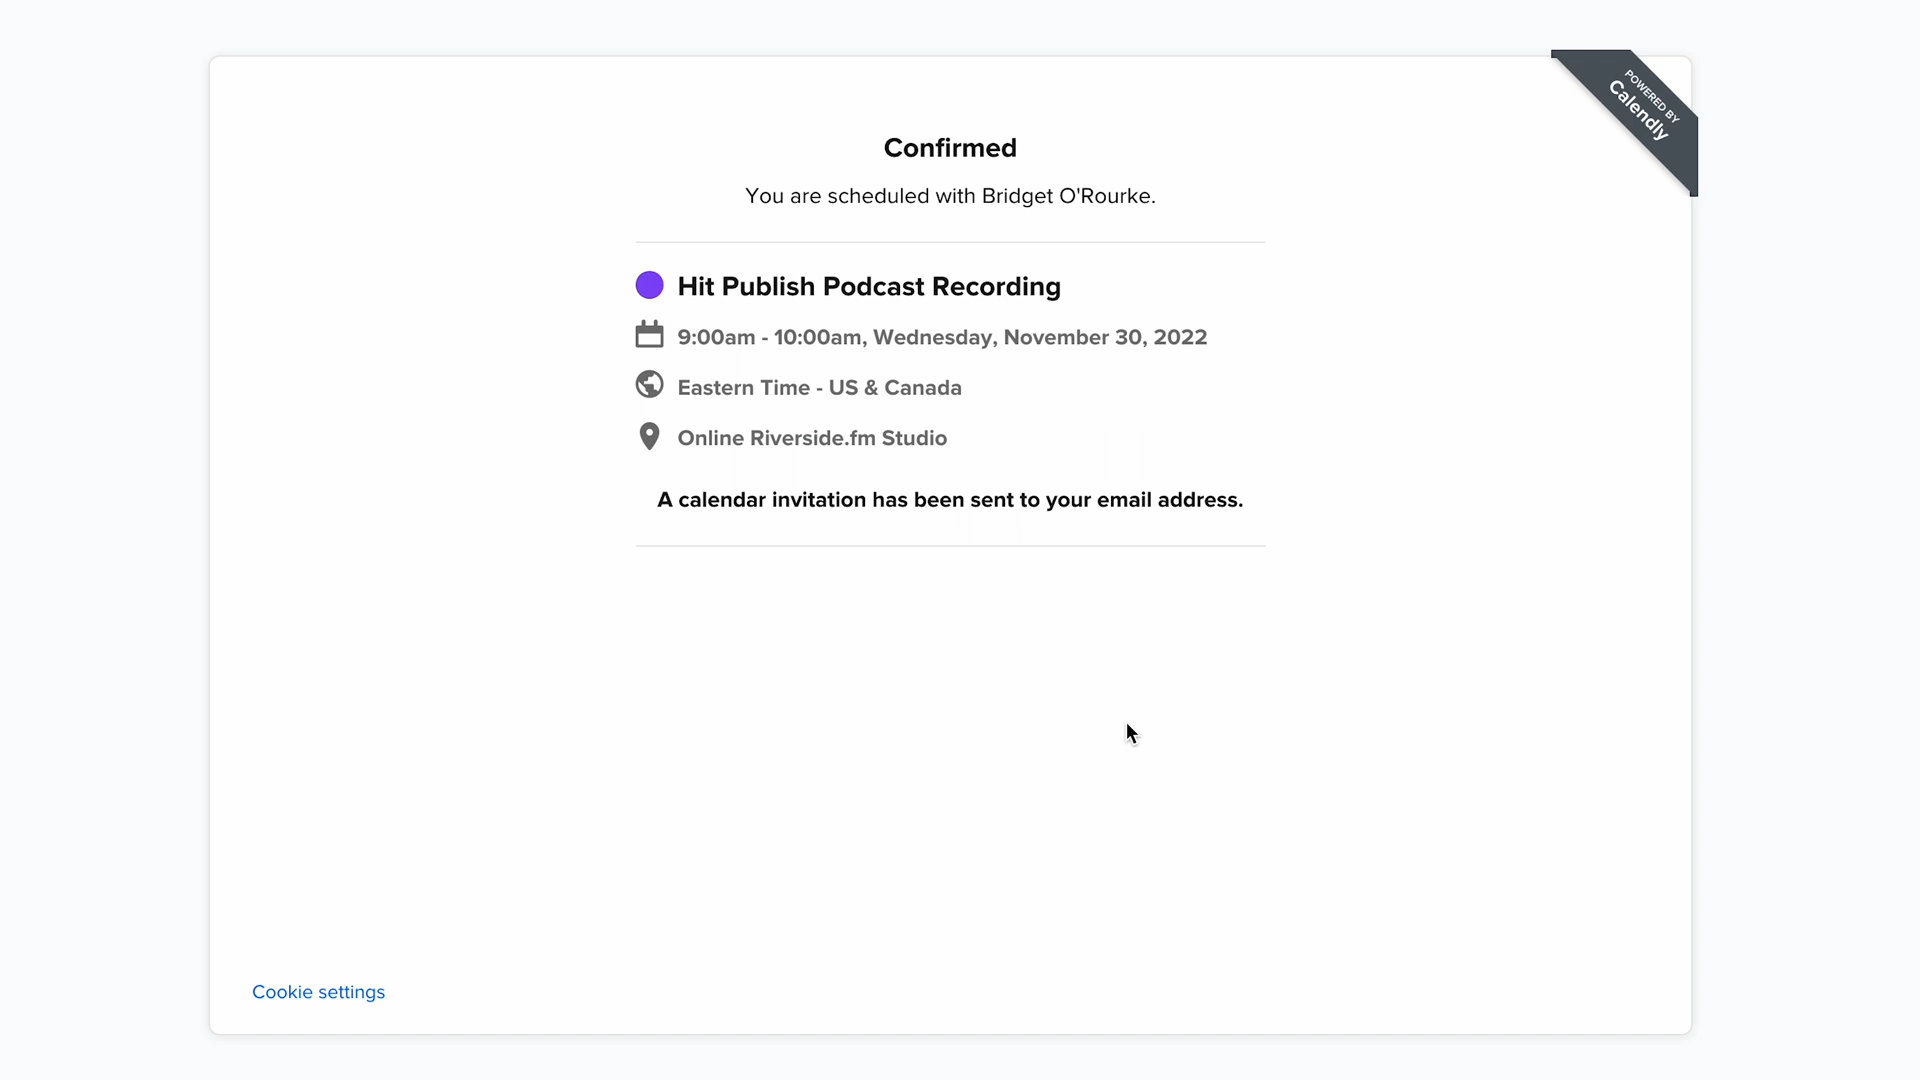 POWERED BY
Calendly
Confirmed
You are scheduled with Bridget O'Rourke.
Hit Publish Podcast Recording
9:00am - 10:00am, Wednesday, November 30, 2022
Eastern Time - US & Canada
Online Riverside.fm Studio
A calendar invitation has been sent to your email address.
Cookie settings